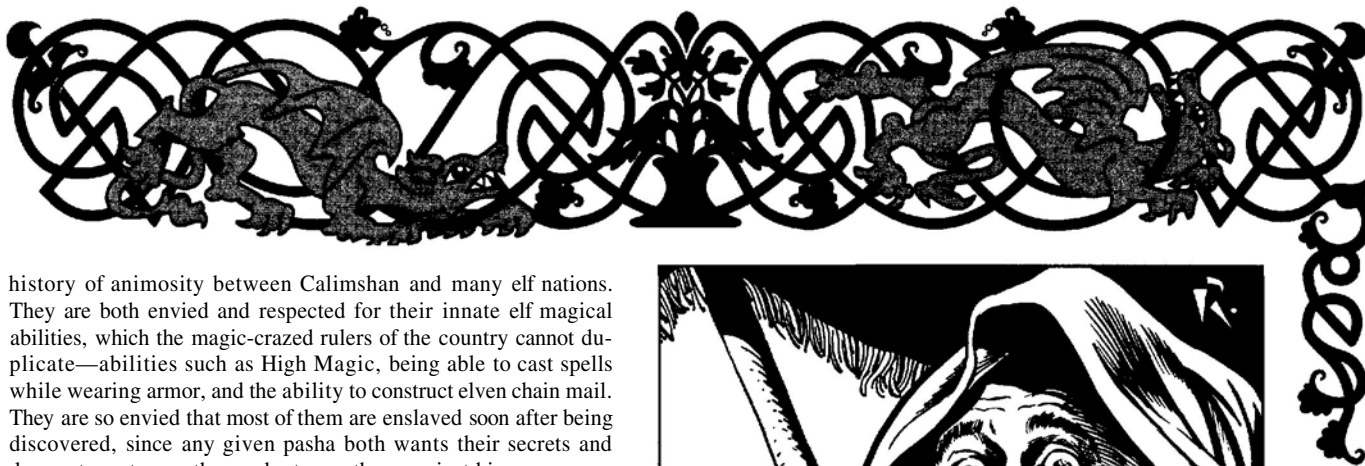 history of animosity between Calimshan and many elf nations.
They are both envied and respected for their innate elf magical
abilities, which the magic-crazed rulers of the country cannot du-
plicate—abilities such as High Magic, being able to cast spells
while wearing armor, and the ability to construct elven chain mail.
They are so envied that most of them are enslaved soon after being
discovered, since any given pasha both wants their secrets and